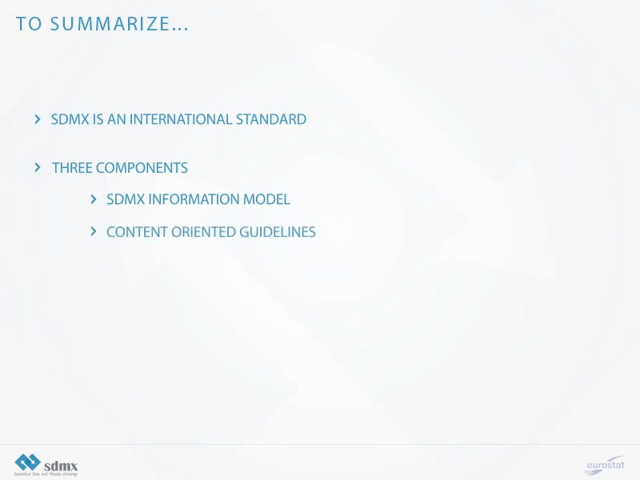 TO SUMMARIZE...
SDMX IS AN INTERNATIONAL STANDARD
THREE COMPONENTS
SDMX INFORMATION MODEL
CONTENT ORIENTED GUIDELINES
sdmx
eurostat